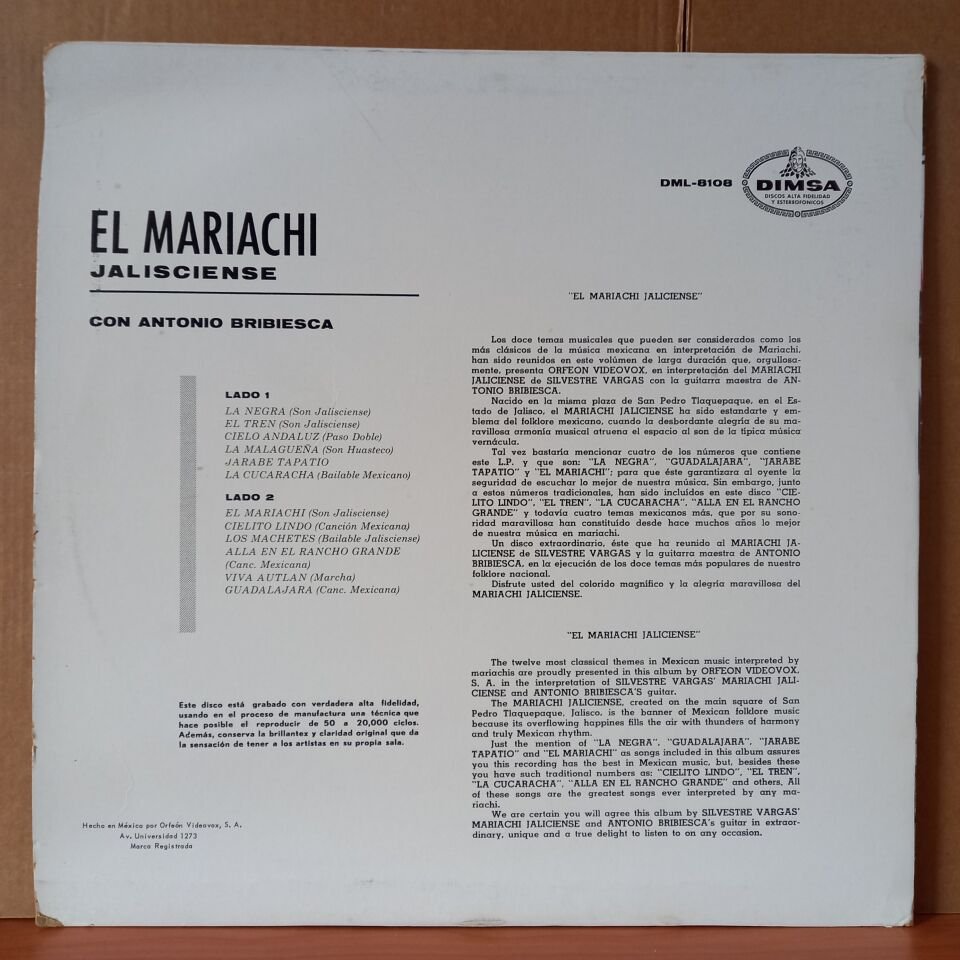 DML-8108
DIMSA
DISCOS ALTA FIDELIDAD
Y ESTEREOFONICOS
EL MARIACHI
JALISCIENSE
CON ANTONIO BRIBIESCA
LADO 1
LA NEGRA (Son Jalisciense)
EL TREN (Son Jalisciense)
CIELO ANDALUZ (Paso Doble)
LA MALAGUEÑA (Son Huasteco)
JARABE TAPATIO
LA CUCARACHA (Bailable Mexicano)
LADO 2
EL MARIACHI (Son Jalisciense)
CIELITO LINDO (Canción Mexicana)
LOS MACHETES (Bailable Jalisciense)
ALLA EN EL RANCHO GRANDE
(Canc. Mexicana)
VIVA AUTLAN (Marcha)
GUADALAJARA (Canc. Mexicana)
Este disco está grabado con verdadera alta fidelidad,
usando en el proceso de manufactura una técnica que
hace posible el reproducir de 50 a 20,000 ciclos.
Además, conserva la brillantez y claridad original que da
la sensación de tener a los artistas en su propia sala.
Hecho en México por Orfeón Videovox, S. A.
Av. Universidad 1273
Marca Registrada
"EL MARIACHI JALICIENSE"
Los doce temas musicales que pueden ser considerados como los
más clásicos de la música mexicana en interpretación de Mariachi,
han sido reunidos en este volúmen de larga duración que, orgullosa-
mente, presenta ORFEON VIDEOVOX, en interpretación del MARIACHI
JALICIENSE de SILVESTRE VARGAS con la guitarra maestra de AN-
TONIO BRIBIESCA.
Nacido en la misma plaza de San Pedro Tlaquepaque, en el Es-
tado de Jalisco, el MARIACHI JALICIENSE ha sido estandarte y em-
blema del folklore mexicano, cuando la desbordante alegría de su ma-
ravillosa armonía musical atruena el espacio al son de la típica música
vernácula.
Tal vez bastaría mencionar cuatro de los números que contiene
este L.P. y que son: "LA NEGRA", "GUADALAJARA", "JARABE
TAPATIO" y "EL MARIACHI"; para que éste garantizara al oyente la
seguridad de escuchar lo mejor de nuestra música. Sin embargo, junto
a estos números tradicionales, han sido incluídos en este disco "CIE-
LITO LINDO", "EL TREN", "LA CUCARACHA", "ALLA EN EL RANCHO
GRANDE" y todavía cuatro temas mexicanos más, que por su sono-
ridad maravillosa han constituído desde hace muchos años lo mejor
de nuestra música en mariachi.
Un disco extraordinario, éste que ha reunido al MARIACHI JA-
LICIENSE de SILVESTRE VARGAS y la guitarra maestra de ANTONIO
BRIBIESCA, en la ejecución de los doce temas más populares de nuestro
folklore nacional.
Disfrute usted del colorido magnífico y la alegría maravillosa del
MARIACHI JALICIENSE.
"EL MARIACHI JALICIENSE"
The twelve most classical themes in Mexican music interpreted by
mariachis are proudly presented in this album by ORFEON VIDEOVOX,
S. A. in the interpretation of SILVESTRE VARGAS' MARIACHI JALI-
CIENSE and ANTONIO BRIBIESCA'S guitar.
The MARIACHI JALICIENSE, created on the main square of San
Pedro Tlaquepaque, Jalisco, is the banner of Mexican folklore music
because its overflowing happines fills the air with thunders of harmony
and truly Mexican rhythm.
Just the mention of "LA NEGRA", "GUADALAJARA", "JARABE
TAPATIO" and "EL MARIACHI" as songs included in this album assures
you this recording has the best in Mexican music, but, besides these
you have such traditional numbers as: "CIELITO LINDO", "EL TREN",
"LA CUCARACHA", "ALLA EN EL RANCHO GRANDE" and others. All
of these songs are the greatest songs ever interpreted by any ma-
riachi.
We are certain you will agree this album by SILVESTRE VARGAS'
MARIACHI JALICIENSE and ANTONIO BRIBIESCA's guitar in extraor-
dinary, unique and a true delight to listen to on any occasion.